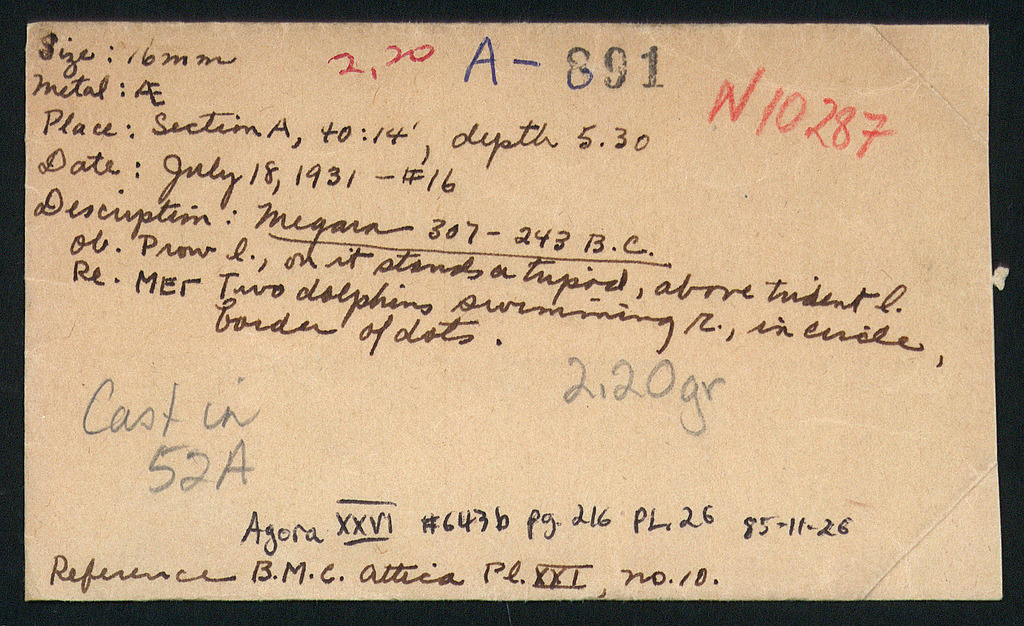 Size: 16mm 2,20 A- 891
Metal: Æ N 10287
Place: Section A, 40:14', depth 5.30
Date: July 18, 1931 - #16
Description: Megara 307-243 B.C.
Ob. Prow l., on it stands a tripod, above trident l.
Re. ΜΕΓ Two dolphins swimming r., in circle,
border of dots.
2.20gr
Cast in
52A
Agora XXVI #643b pg. 216 PL. 26 85-11-26
Reference B.M.C. Attica Pl. XXI, no. 10.